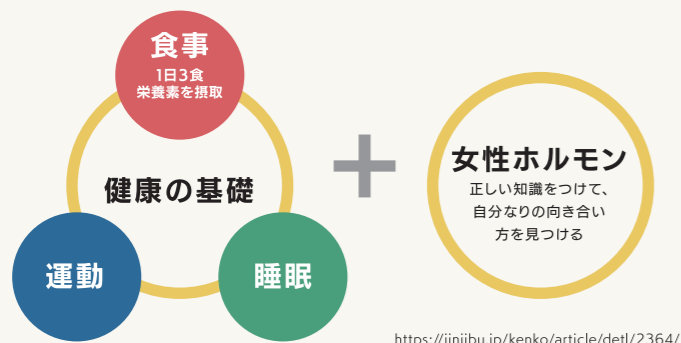 食事
1日3食
栄養素を摂取
健康の基礎
運動
睡眠
+
女性ホルモン
正しい知識をつけて、
自分なりの向き合い
方を見つける
https://jinjibu.jp/kenko/article/detl/2364/